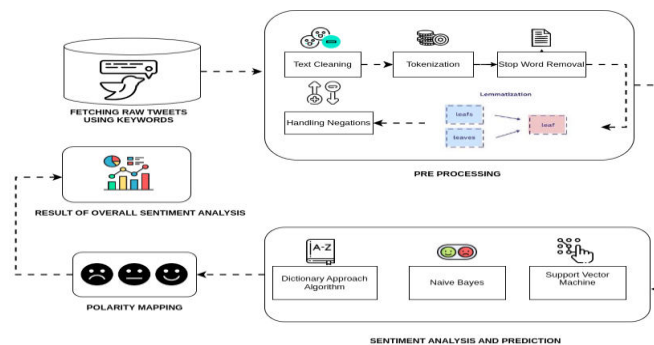 Text Cleaning
Tokenization
Stop Word Removal
Lemmatization
leafs
leaf
leaves
Handling Negations
FETCHING RAW TWEETS
USING KEYWORDS
PRE PROCESSING
RESULT OF OVERALL SENTIMENT ANALYSIS
A-Z
Dictionary Approach
Algorithm
Naive Bayes
Support Vector
Machine
POLARITY MAPPING
SENTIMENT ANALYSIS AND PREDICTION